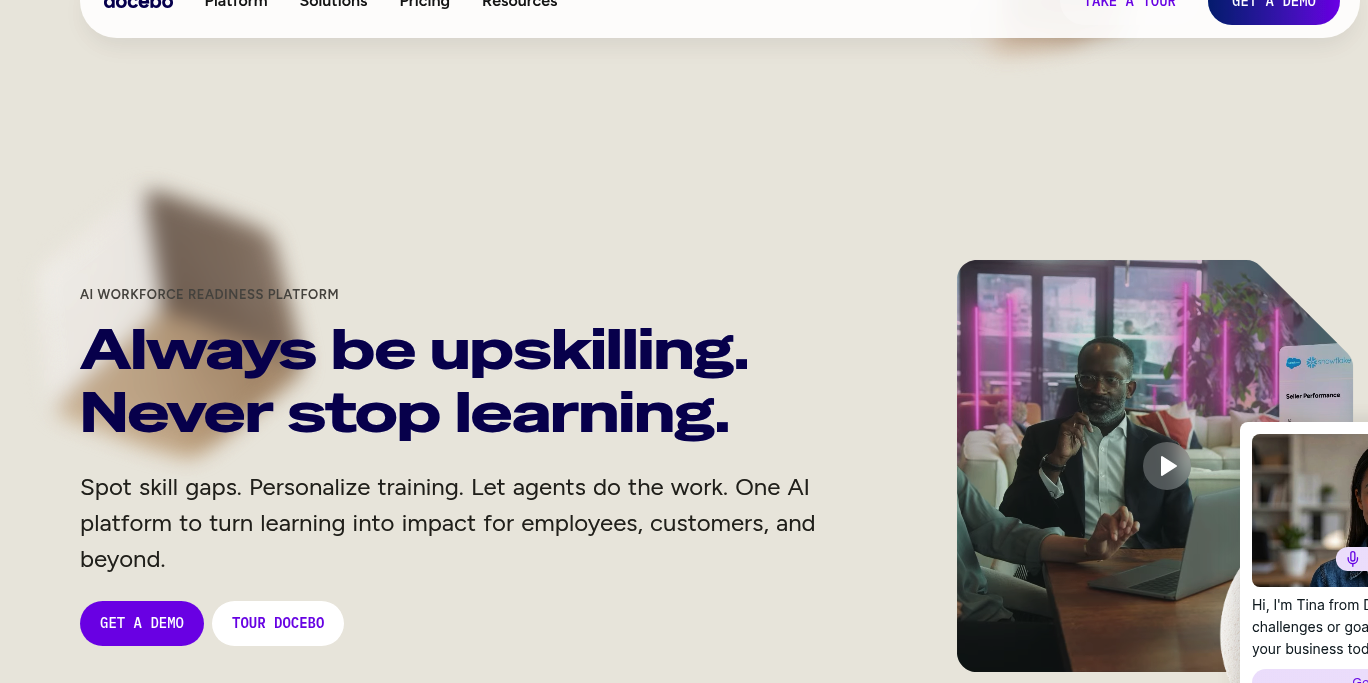 docebo Platform Solutions Pricing Resources TAKE A TOUR GET A DEMO
AI WORKFORCE READINESS PLATFORM
Always be upskilling.
Never stop learning.
Spot skill gaps. Personalize training. Let agents do the work. One AI
platform to turn learning into impact for employees, customers, and
beyond.
GET A DEMO TOUR DOCEBO
snowflake
Seller Performance
Hi, I'm Tina from
challenges or
your business